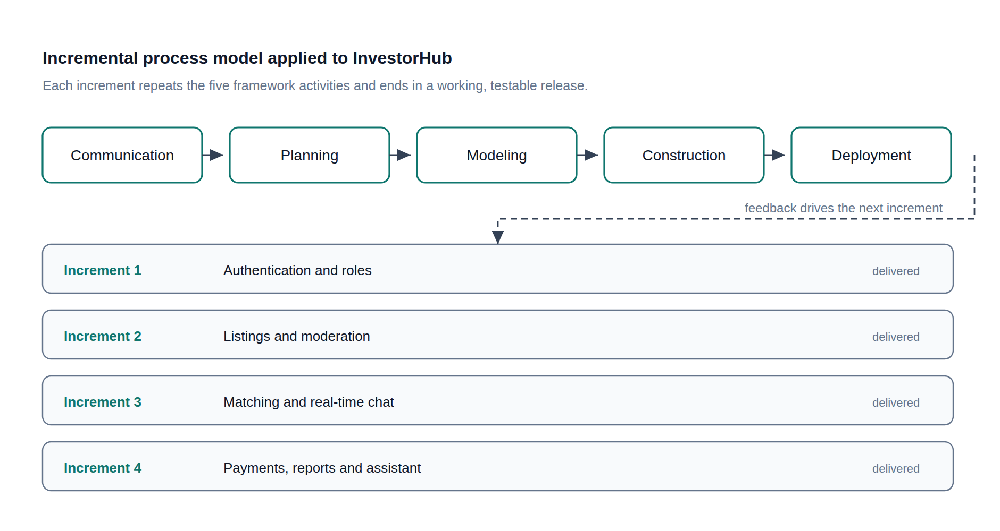 Incremental process model applied to InvestorHub
Each increment repeats the five framework activities and ends in a working, testable release.
Communication
Planning
Modeling
Construction
Deployment
feedback drives the next increment
Increment 1 Authentication and roles delivered
Increment 2 Listings and moderation delivered
Increment 3 Matching and real-time chat delivered
Increment 4 Payments, reports and assistant delivered